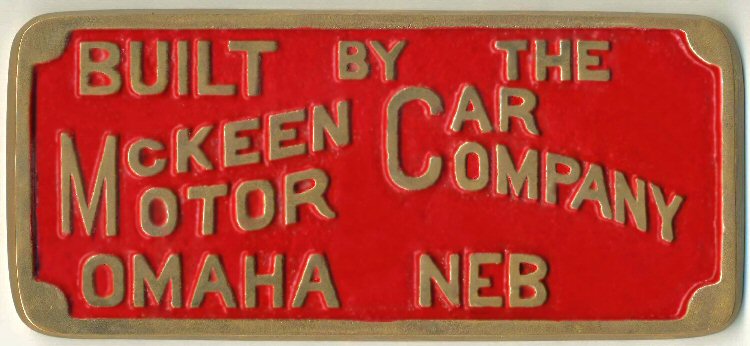 BUILT BY THE
McKEEN MOTOR CAR COMPANY
OMAHA NEB